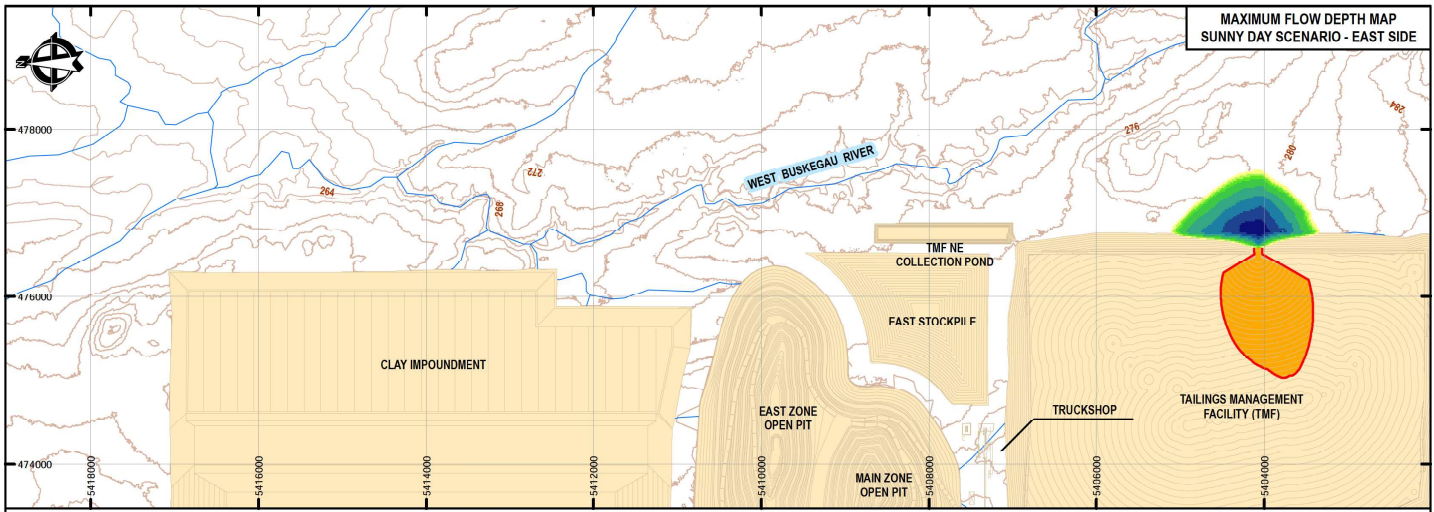 MAXIMUM FLOW DEPTH MAP
SUNNY DAY SCENARIO - EAST SIDE
N
478000
476000
474000
284
276
280
272
264
268
WEST BUSKEGAU RIVER
TMF NE
COLLECTION POND
EAST STOCKPILE
CLAY IMPOUNDMENT
EAST ZONE
OPEN PIT
MAIN ZONE
OPEN PIT
TRUCKSHOP
TAILINGS MANAGEMENT
FACILITY (TMF)
5418000
5416000
5414000
5412000
5410000
5408000
5406000
5404000